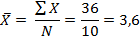 X̄ = ∑ X / N = 36 / 10 = 3,6